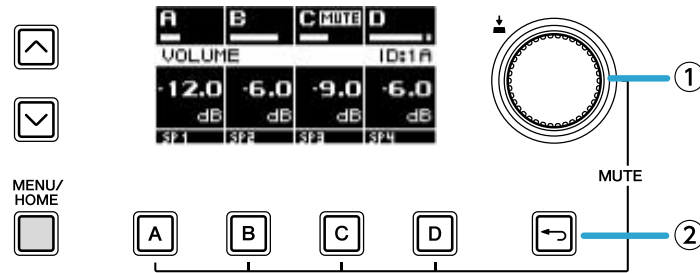 A B C MUTE D
VOLUME ID:1A
-12.0 -6.0 -9.0 -6.0
dB dB dB dB
SP1 SP2 SP3 SP4
①
MUTE
MENU/
HOME
A B C D
②